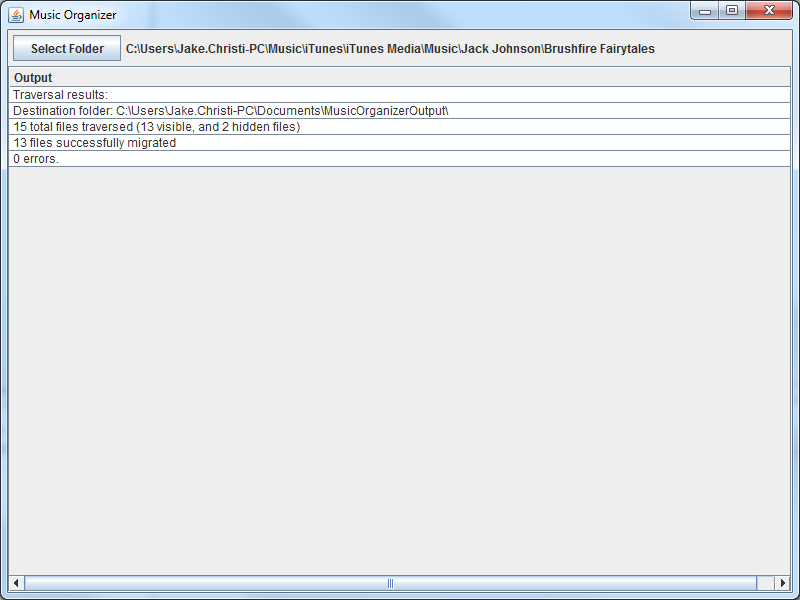 Music Organizer
Select Folder C:\Users\Jake.Christi-PC\Music\iTunes\iTunes Media\Music\Jack Johnson\Brushfire Fairytales
Output
Traversal results:
Destination folder: C:\Users\Jake.Christi-PC\Documents\MusicOrganizerOutput\
15 total files traversed (13 visible, and 2 hidden files)
13 files successfully migrated
0 errors.